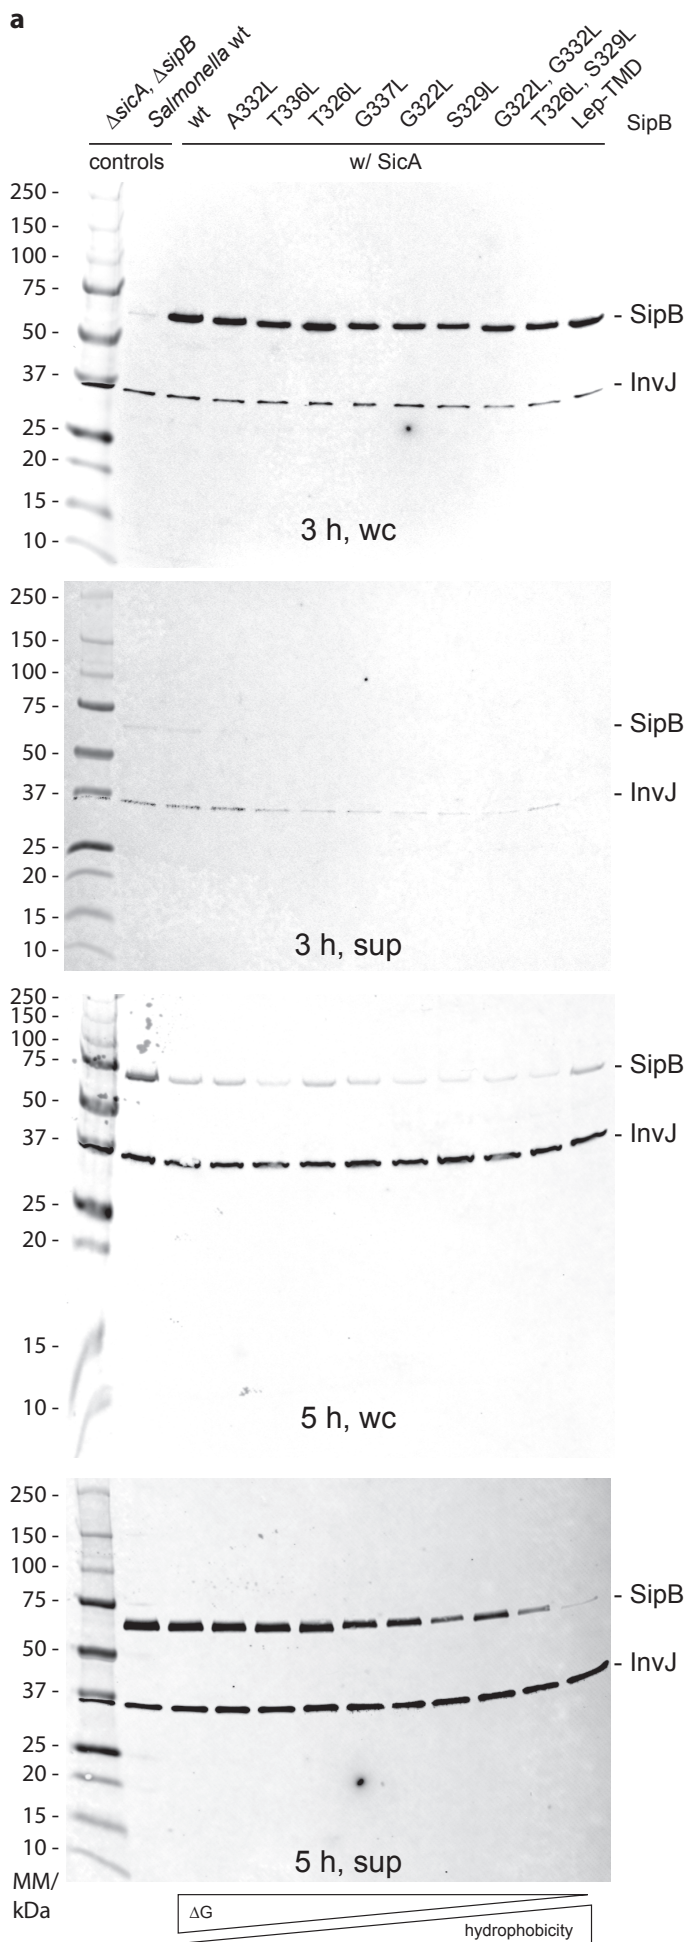 a
ΔsicA, ΔsipB
Salmonella wt
wt
A332L
T336L
T326L
G337L
G322L
S329L
G322L, G332L
T326L, S329L
Lep-TMD
SipB
controls
w/ SicA
250 -
150 -
100 -
75 -
50 -
37 -
25 -
20 -
15 -
10 -
- SipB
- InvJ
3 h, wc
250 -
150 -
100 -
75 -
50 -
37 -
25 -
20 -
15 -
10 -
- SipB
- InvJ
3 h, sup
250 -
150 -
100 -
75 -
50 -
37 -
25 -
20 -
15 -
10 -
- SipB
- InvJ
5 h, wc
250 -
150 -
100 -
75 -
50 -
37 -
25 -
20 -
15 -
10 -
- SipB
- InvJ
5 h, sup
MM/
kDa
ΔG
hydrophobicity